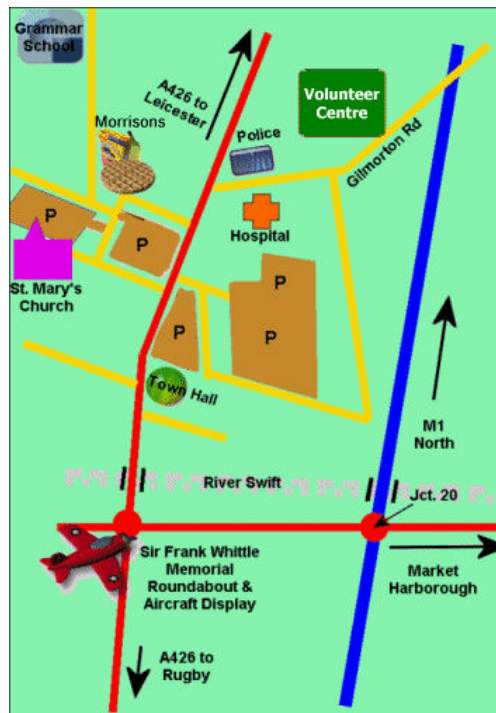 Grammar
School
A426 to
Leicester
Volunteer
Centre
Morrisons
Police
Gilmorton Rd
P
P
Hospital
St. Mary's
Church
P
P
P
Town Hall
M1
North
River Swift
Jct. 20
Sir Frank Whittle
Memorial
Roundabout &
Aircraft Display
Market
Harborough
A426 to
Rugby